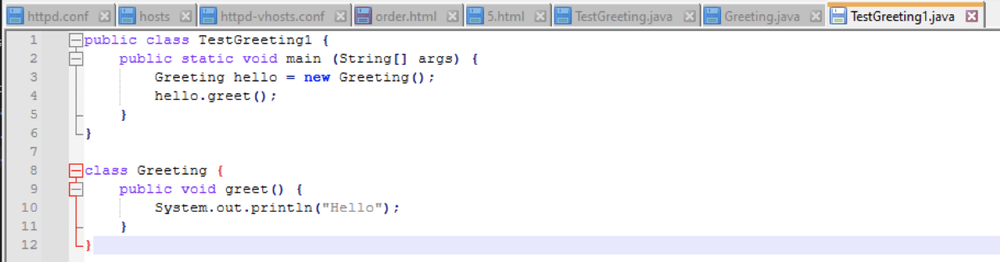 httpd.conf hosts httpd-vhosts.conf order.html 5.html TestGreeting.java Greeting.java TestGreeting1.java
1 public class TestGreeting1 {
2     public static void main (String[] args) {
3         Greeting hello = new Greeting();
4         hello.greet();
5     }
6 }
7
8 class Greeting {
9     public void greet() {
10         System.out.println("Hello");
11     }
12 }